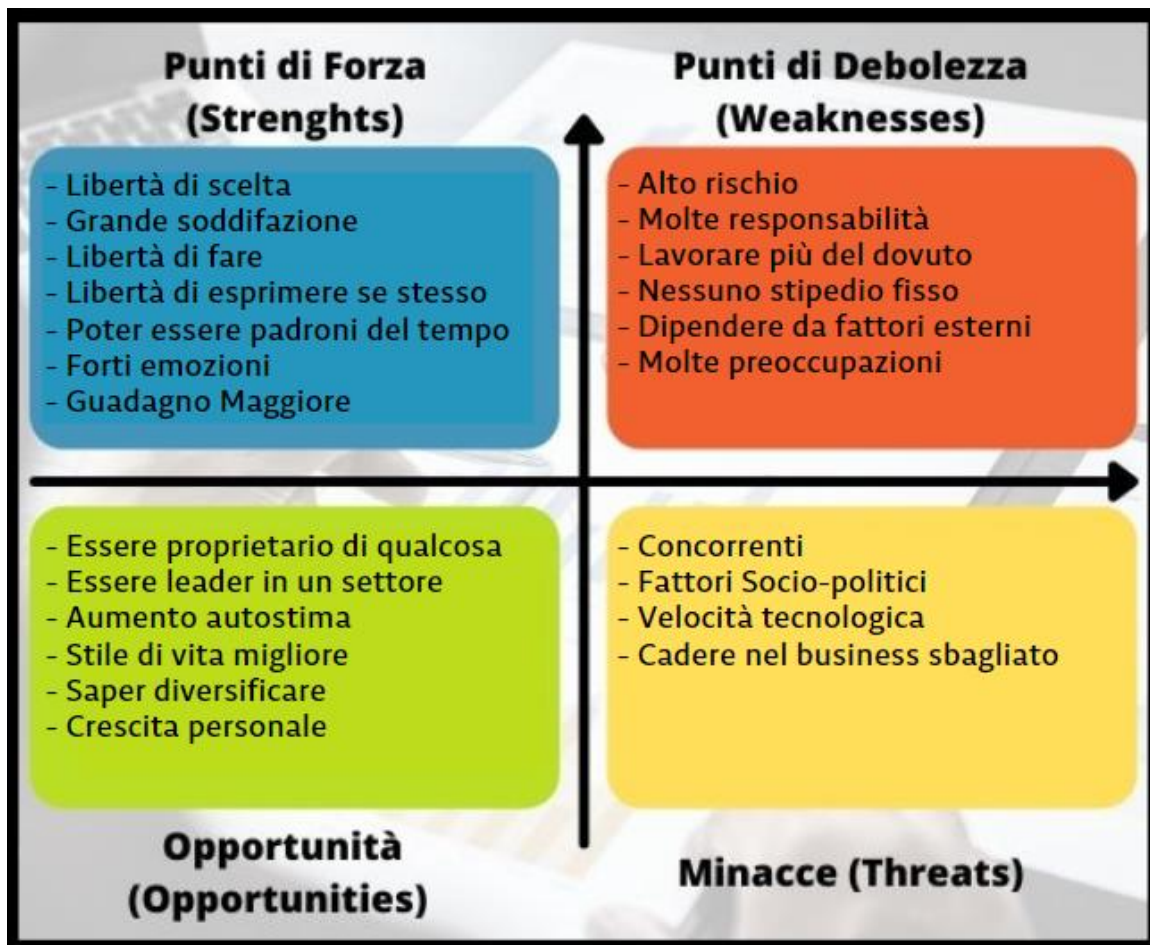 Punti di Forza
(Strenghts)
- Libertà di scelta
- Grande soddifazione
- Libertà di fare
- Libertà di esprimere se stesso
- Poter essere padroni del tempo
- Forti emozioni
- Guadagno Maggiore
Punti di Debolezza
(Weaknesses)
- Alto rischio
- Molte responsabilità
- Lavorare più del dovuto
- Nessuno stipedio fisso
- Dipendere da fattori esterni
- Molte preoccupazioni
- Essere proprietario di qualcosa
- Essere leader in un settore
- Aumento autostima
- Stile di vita migliore
- Saper diversificare
- Crescita personale
Opportunità
(Opportunities)
- Concorrenti
- Fattori Socio-politici
- Velocità tecnologica
- Cadere nel business sbagliato
Minacce (Threats)